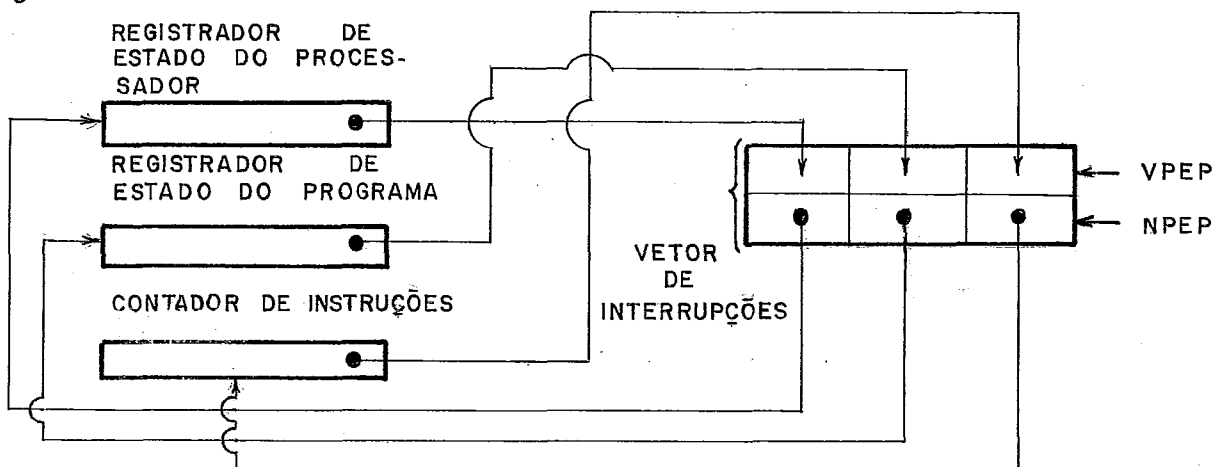 REGISTRADOR DE
ESTADO DO PROCES-
SADOR
REGISTRADOR DE
ESTADO DO PROGRAMA
CONTADOR DE INSTRUÇÕES
VETOR
DE
INTERRUPÇÕES
VPEP
NPEP